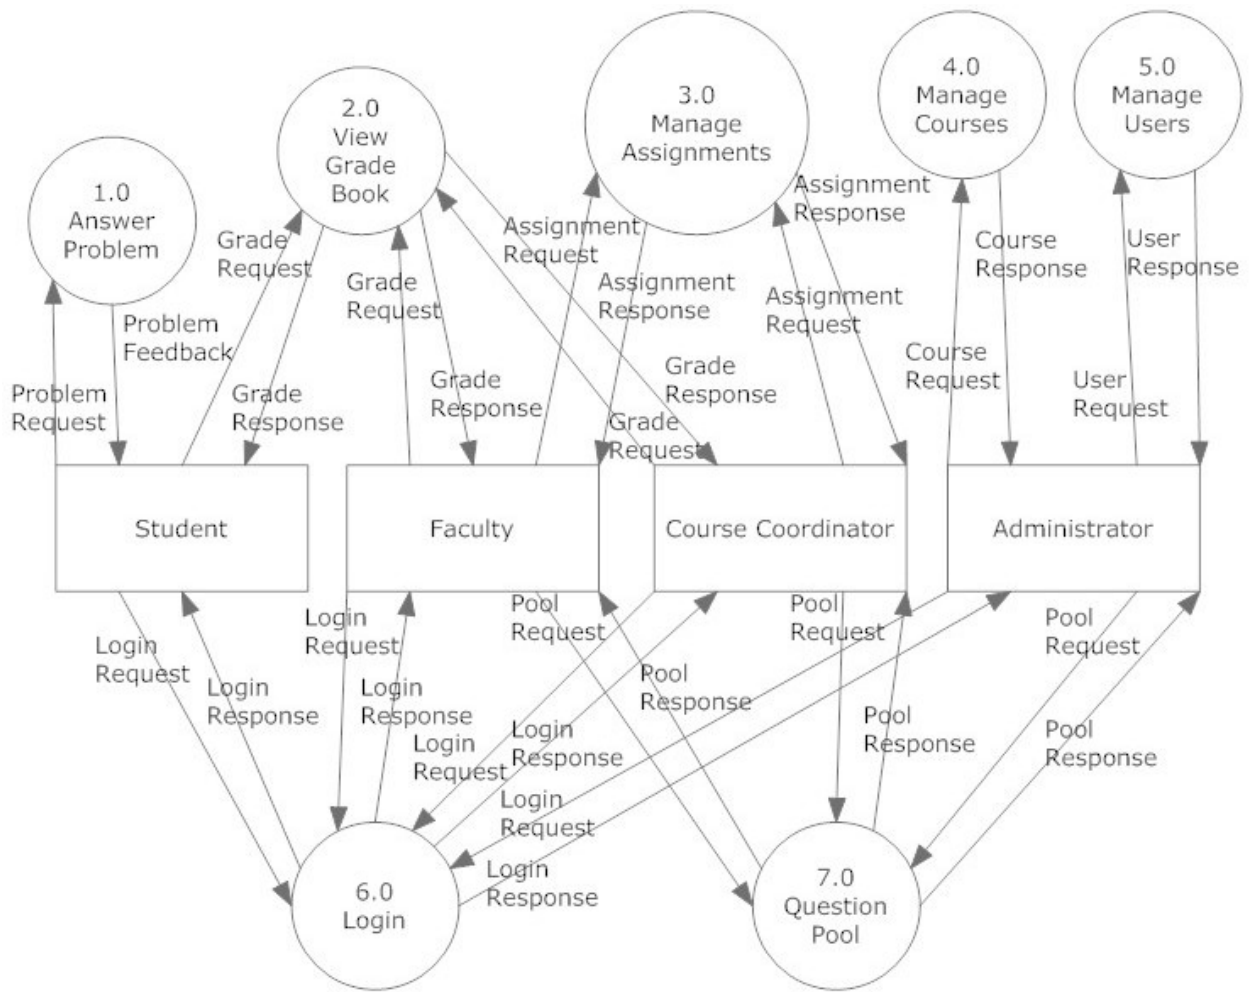 1.0
Answer
Problem
2.0
View
Grade
Book
3.0
Manage
Assignments
4.0
Manage
Courses
5.0
Manage
Users
Grade
Request
Grade
Request
Assignment
Request
Assignment
Response
Assignment
Response
Assignment
Request
Course
Response
User
Response
Problem
Feedback
Problem
Request
Grade
Response
Grade
Response
Grade
Response
Grade
Request
Course
Request
User
Request
Student
Faculty
Course Coordinator
Administrator
Login
Request
Login
Response
Login
Request
Login
Response
Pool
Request
Pool
Response
Pool
Request
Pool
Response
Pool
Request
Pool
Response
Login
Request
Login
Response
Login
Request
Login
Response
6.0
Login
7.0
Question
Pool